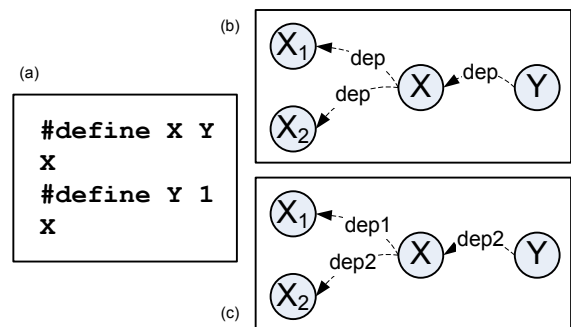 (a)
#define X Y
X
#define Y 1
X
(b)
X1
dep
dep
X2
X
dep
Y
X1
dep1
dep2
X2
X
dep2
Y
(c)